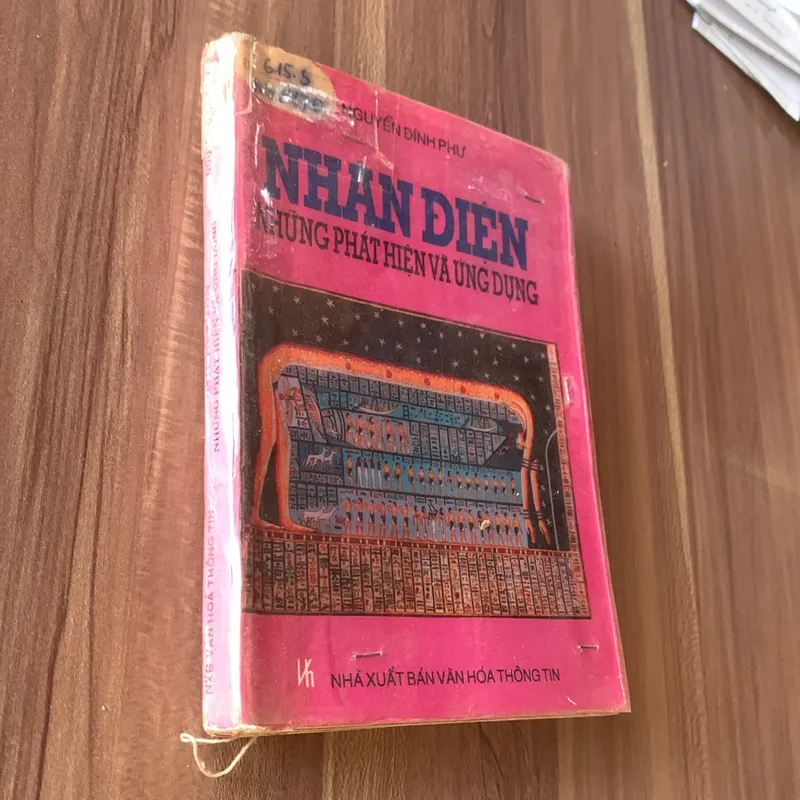 615.8
NGUYỄN ĐÌNH PHƯ
NHÂN ĐIỆN
NHỮNG PHÁT HIỆN VÀ ỨNG DỤNG
NHÀ XUẤT BẢN VĂN HÓA THÔNG TIN
NHỮNG PHÁT HIỆN VÀ ỨNG DỤNG
NXB VĂN HOÁ THÔNG TIN